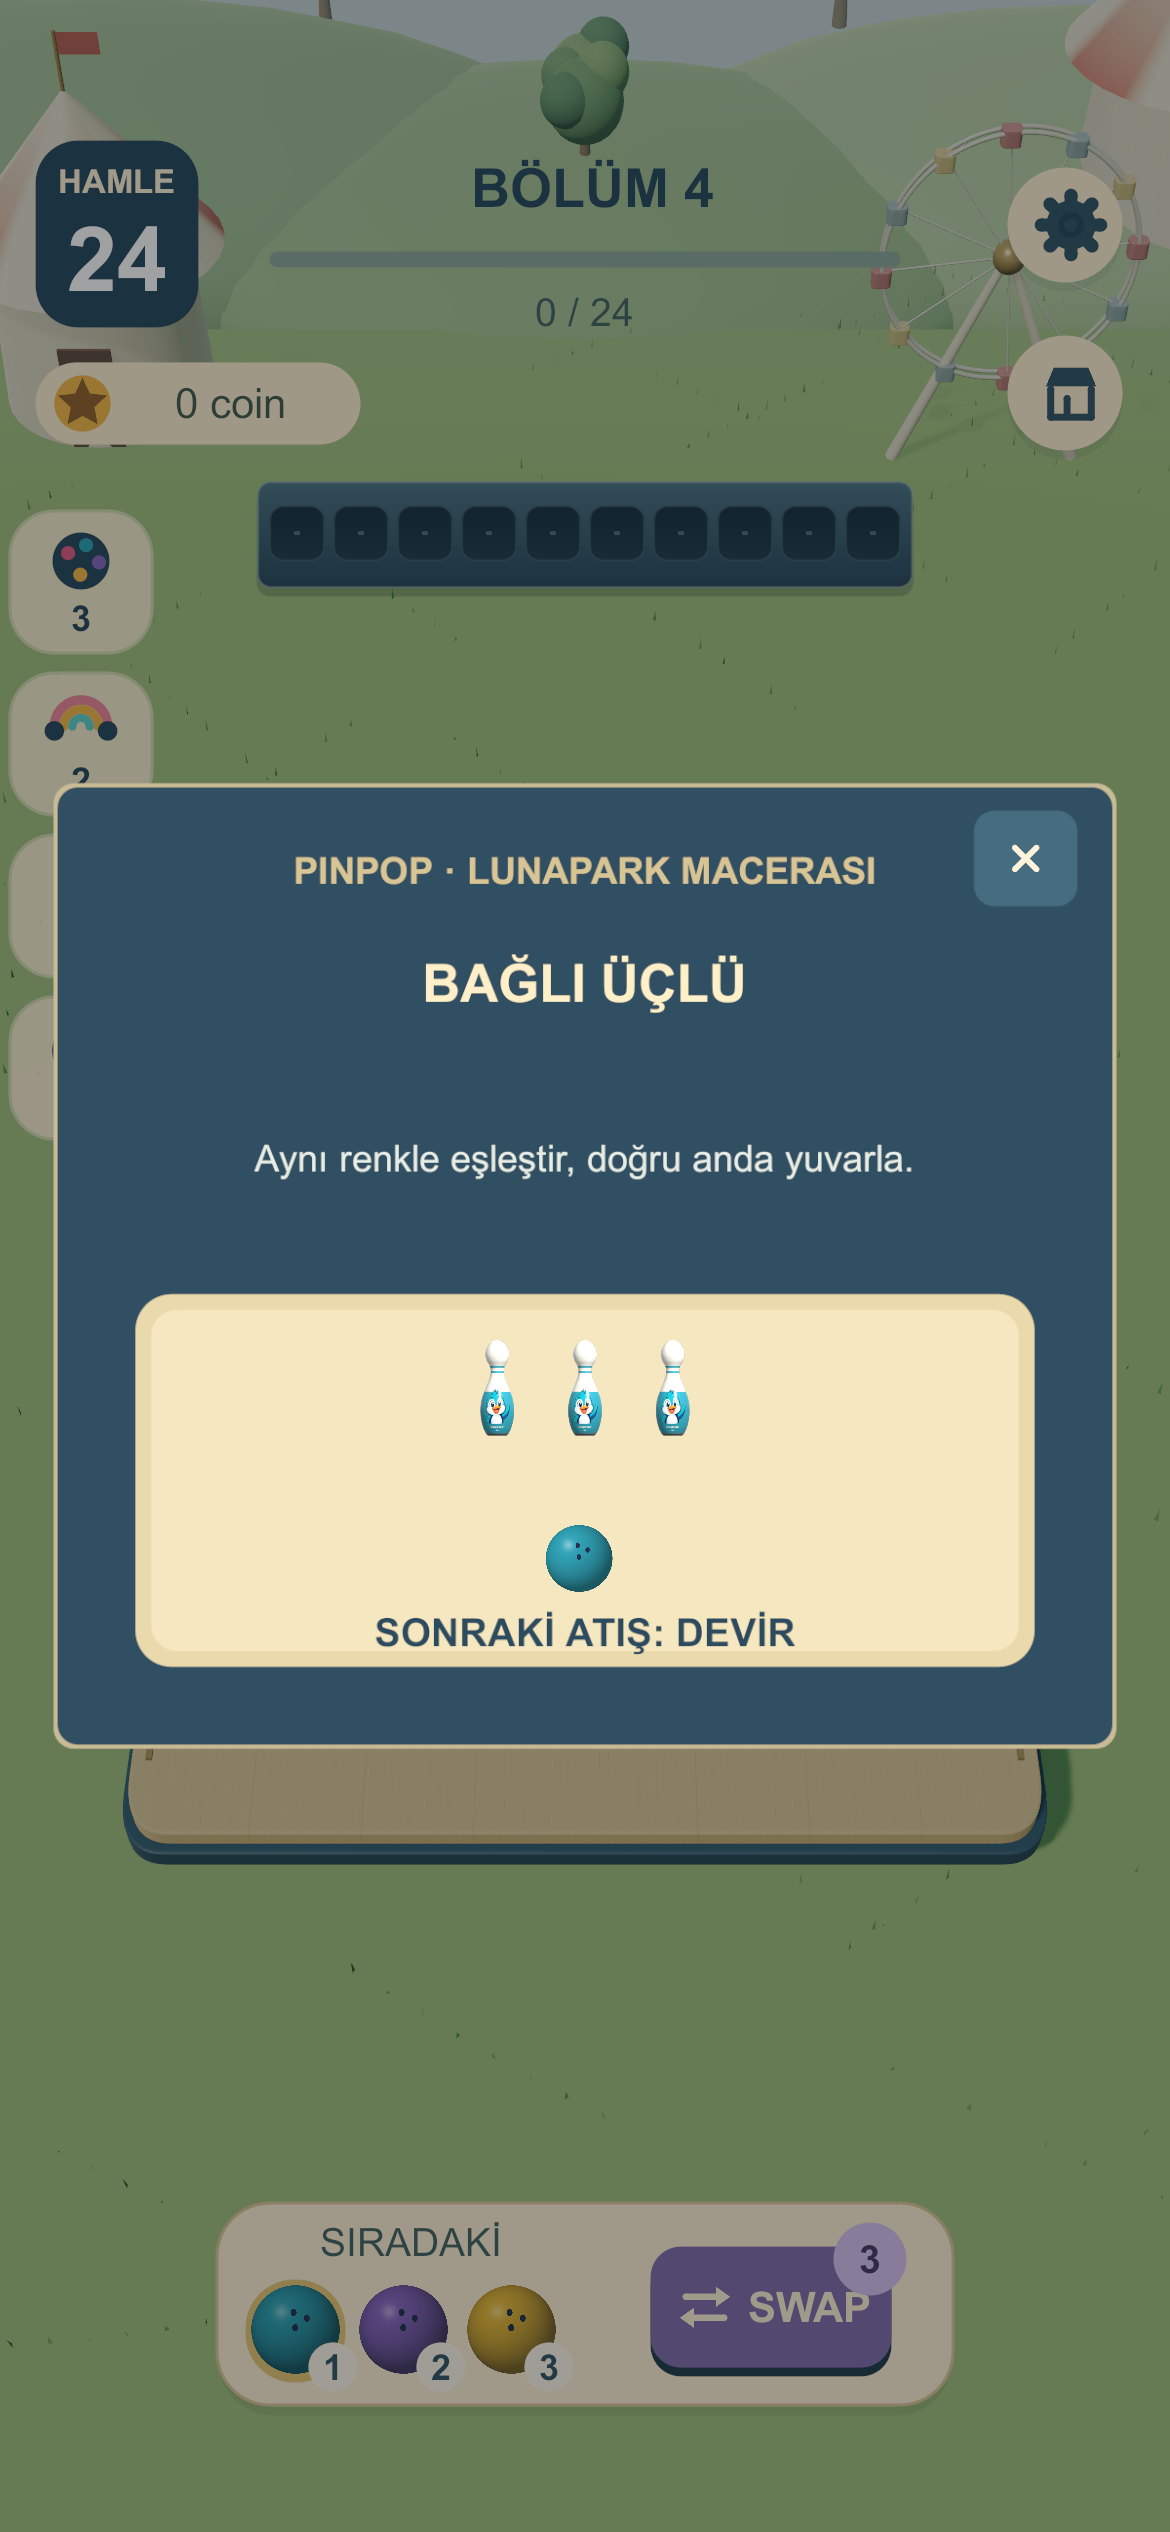 HAMLE
24
BÖLÜM 4
0 / 24
0 coin
3
2
PINPOP · LUNAPARK MACERASI
BAĞLI ÜÇLÜ
Aynı renkle eşleştir, doğru anda yuvarla.
SONRAKİ ATIŞ: DEVİR
SIRADAKİ
1
2
3
3
SWAP